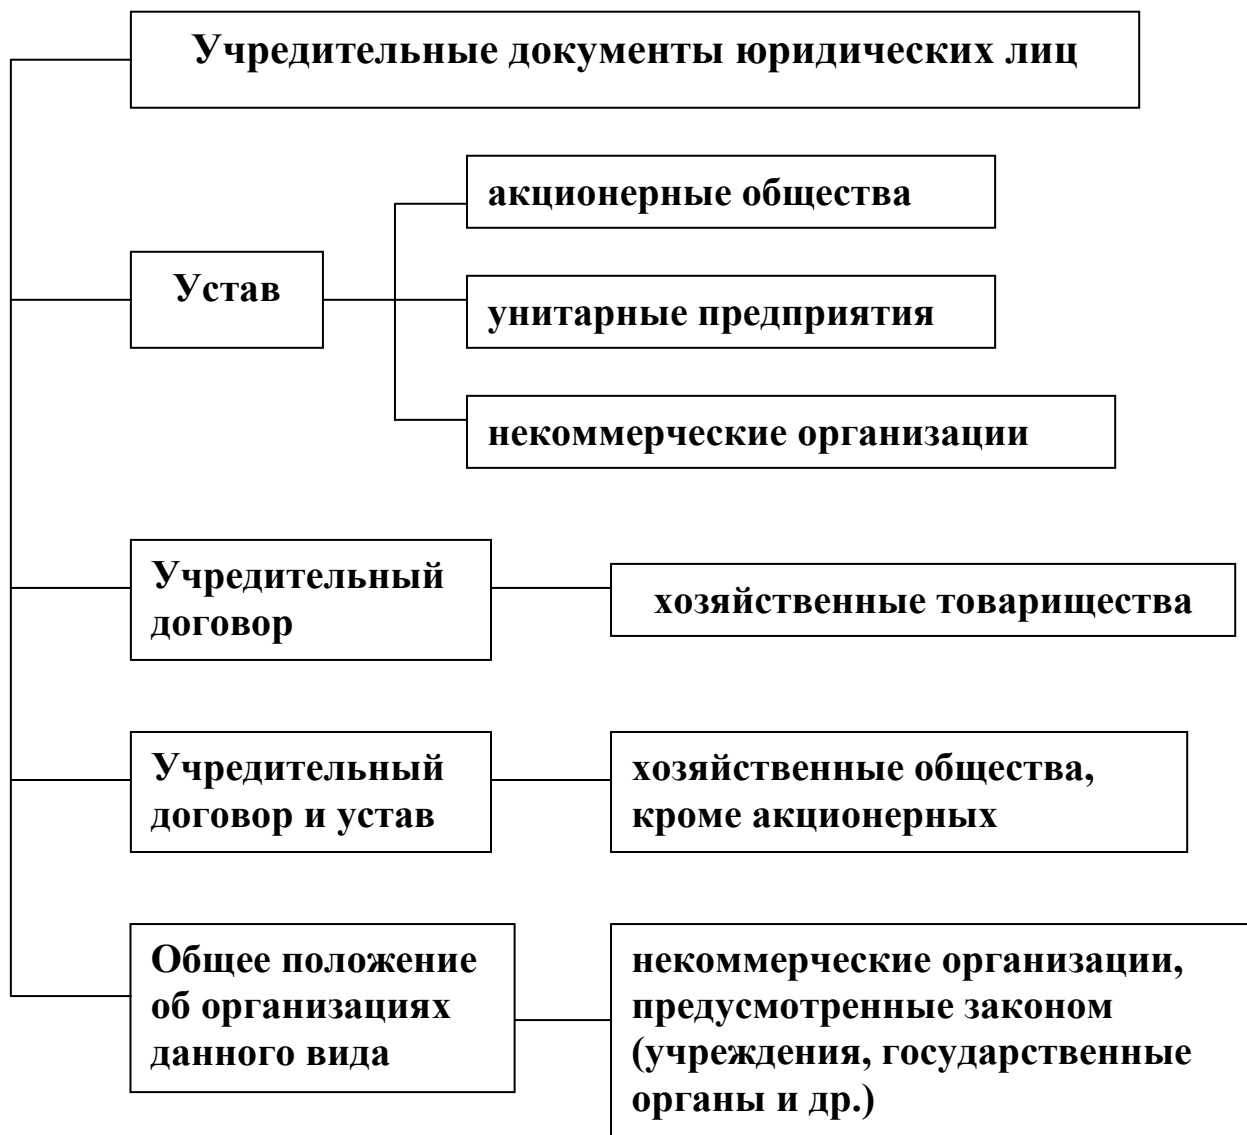 Учредительные документы юридических лиц
акционерные общества
Устав
унитарные предприятия
некоммерческие организации
Учредительный
договор
хозяйственные товарищества
Учредительный
договор и устав
хозяйственные общества,
кроме акционерных
Общее положение
об организациях
данного вида
некоммерческие организации,
предусмотренные законом
(учреждения, государственные
органы и др.)